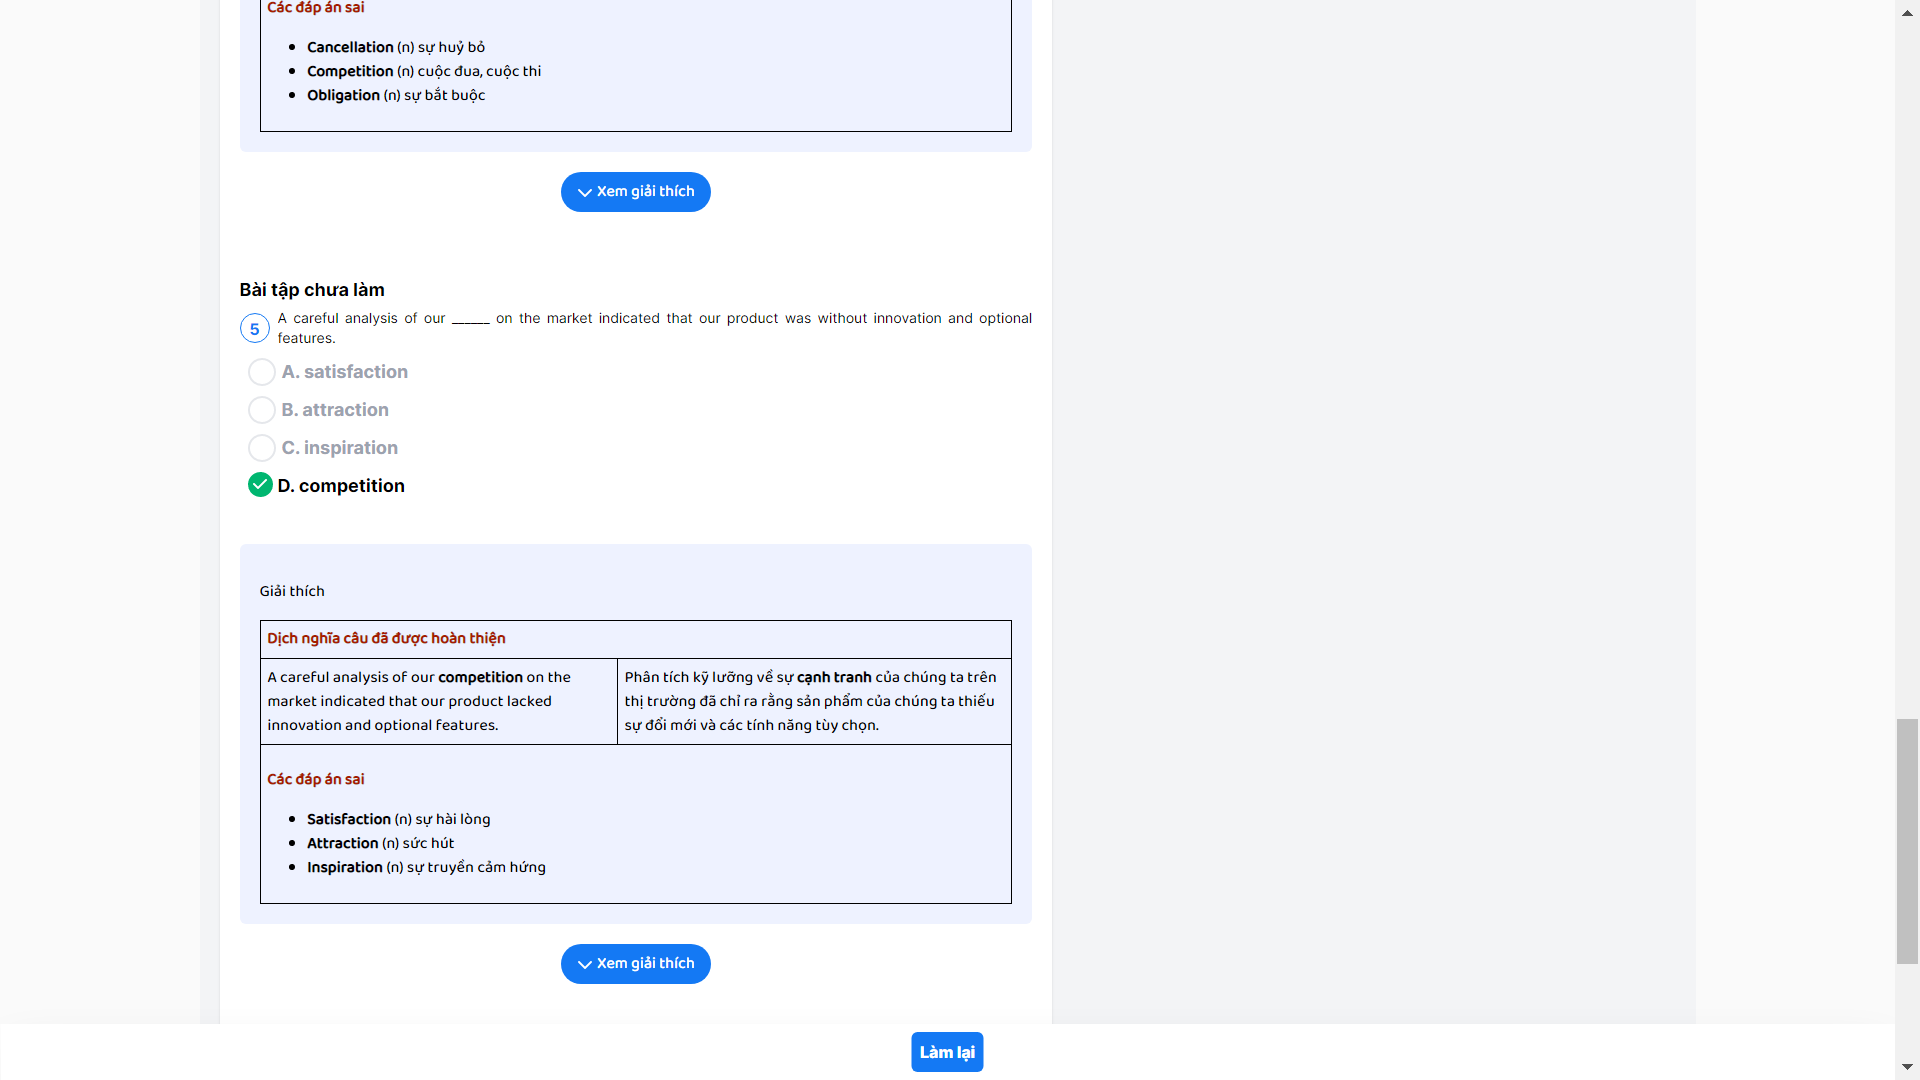 Các đáp án sai
Cancellation (n) sự huỷ bỏ
Competition (n) cuộc đua, cuộc thi
Obligation (n) sự bắt buộc
Xem giải thích
Bài tập chưa làm
5
A careful analysis of our ______ on the market indicated that our product was without innovation and optional
features.
A. satisfaction
B. attraction
C. inspiration
D. competition
Giải thích
Dịch nghĩa câu đã được hoàn thiện
A careful analysis of our competition on the
market indicated that our product lacked
innovation and optional features.
Phân tích kỹ lưỡng về sự cạnh tranh của chúng ta trên
thị trường đã chỉ ra rằng sản phẩm của chúng ta thiếu
sự đổi mới và các tính năng tùy chọn.
Các đáp án sai
Satisfaction (n) sự hài lòng
Attraction (n) sức hút
Inspiration (n) sự truyền cảm hứng
Xem giải thích
Làm lại